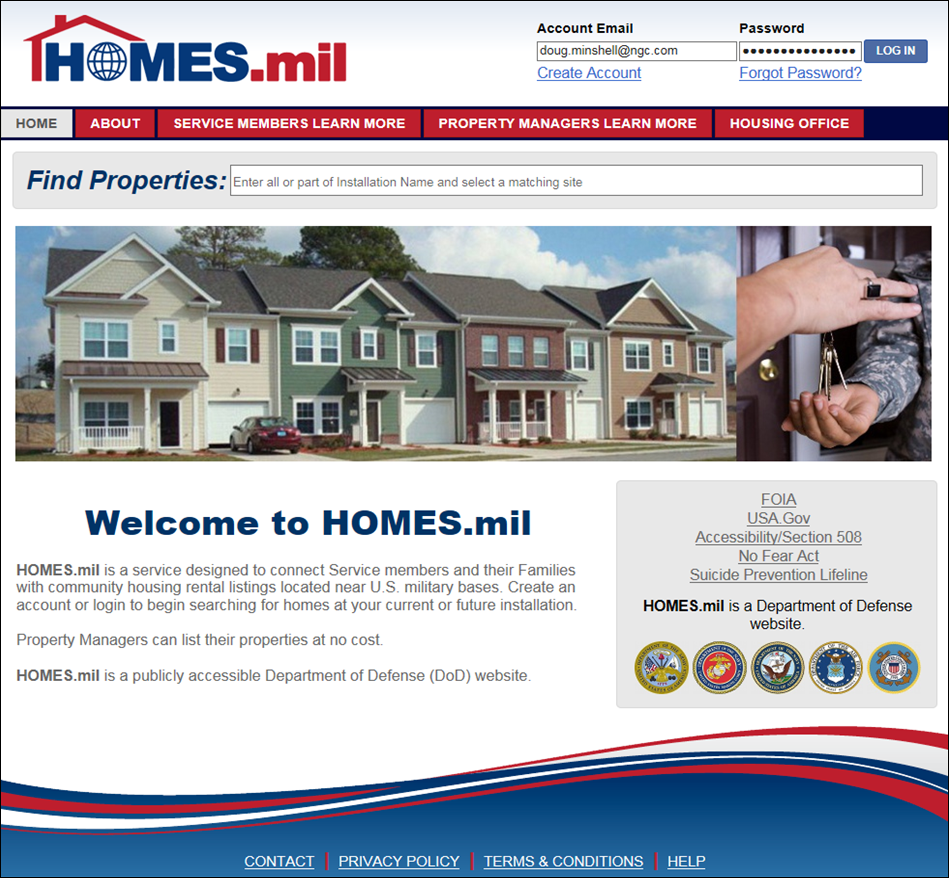 HOMES.mil
Account Email
Password
doug.minshell@ngc.com
●●●●●●●●●●●●●●●
LOG IN
Create Account
Forgot Password?
HOME
ABOUT
SERVICE MEMBERS LEARN MORE
PROPERTY MANAGERS LEARN MORE
HOUSING OFFICE
Find Properties:
Enter all or part of Installation Name and select a matching site
Welcome to HOMES.mil
HOMES.mil is a service designed to connect Service members and their Families
with community housing rental listings located near U.S. military bases. Create an
account or login to begin searching for homes at your current or future installation.
Property Managers can list their properties at no cost.
HOMES.mil is a publicly accessible Department of Defense (DoD) website.
FOIA
USA.Gov
Accessibility/Section 508
No Fear Act
Suicide Prevention Lifeline
HOMES.mil is a Department of Defense
website.
CONTACT | PRIVACY POLICY | TERMS & CONDITIONS | HELP